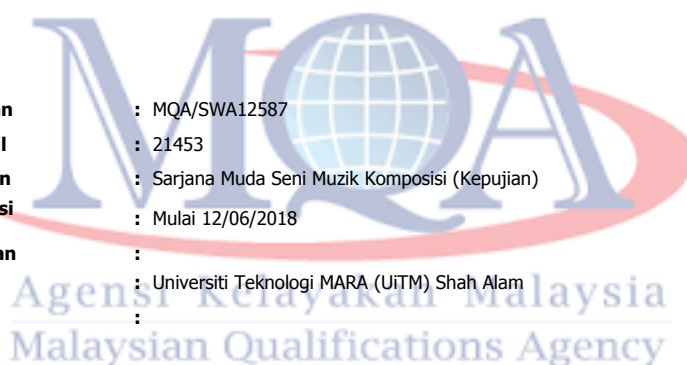 MQA
an : MQA/SWA12587
l : 21453
n : Sarjana Muda Seni Muzik Komposisi (Kepujian)
si : Mulai 12/06/2018
an :
: Universiti Teknologi MARA (UiTM) Shah Alam
:
Agensi Kelayakan Malaysia
Malaysian Qualifications Agency